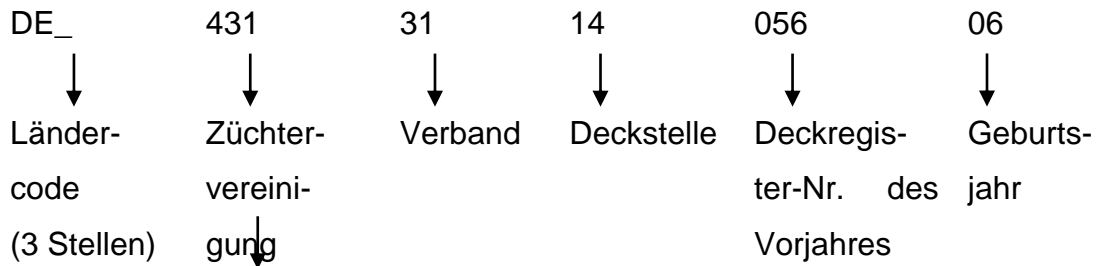 DE_ 431 31 14 056 06
Länder- Züchter- Verband Deckstelle Deckregis- Geburts-
code vereini- ter-Nr. des jahr
(3 Stellen) gung Vorjahres